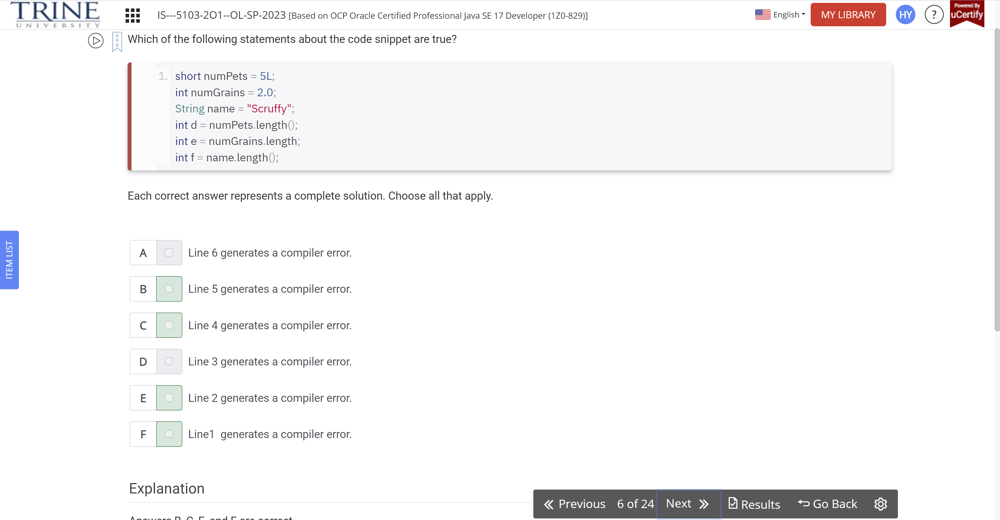 TRINE
UNIVERSITY
IS---5103-2O1--OL-SP-2023 [Based on OCP Oracle Certified Professional Java SE 17 Developer (1Z0-829)]
English
MY LIBRARY
HY
?
Powered By
uCertify
Which of the following statements about the code snippet are true?
1. short numPets = 5L;
int numGrains = 2.0;
String name = "Scruffy";
int d = numPets.length();
int e = numGrains.length;
int f = name.length();
Each correct answer represents a complete solution. Choose all that apply.
ITEM LIST
A Line 6 generates a compiler error.
B Line 5 generates a compiler error.
C Line 4 generates a compiler error.
D Line 3 generates a compiler error.
E Line 2 generates a compiler error.
F Line1 generates a compiler error.
Explanation
Previous 6 of 24 Next Results Go Back
Answers B, C, E, and F are correct.